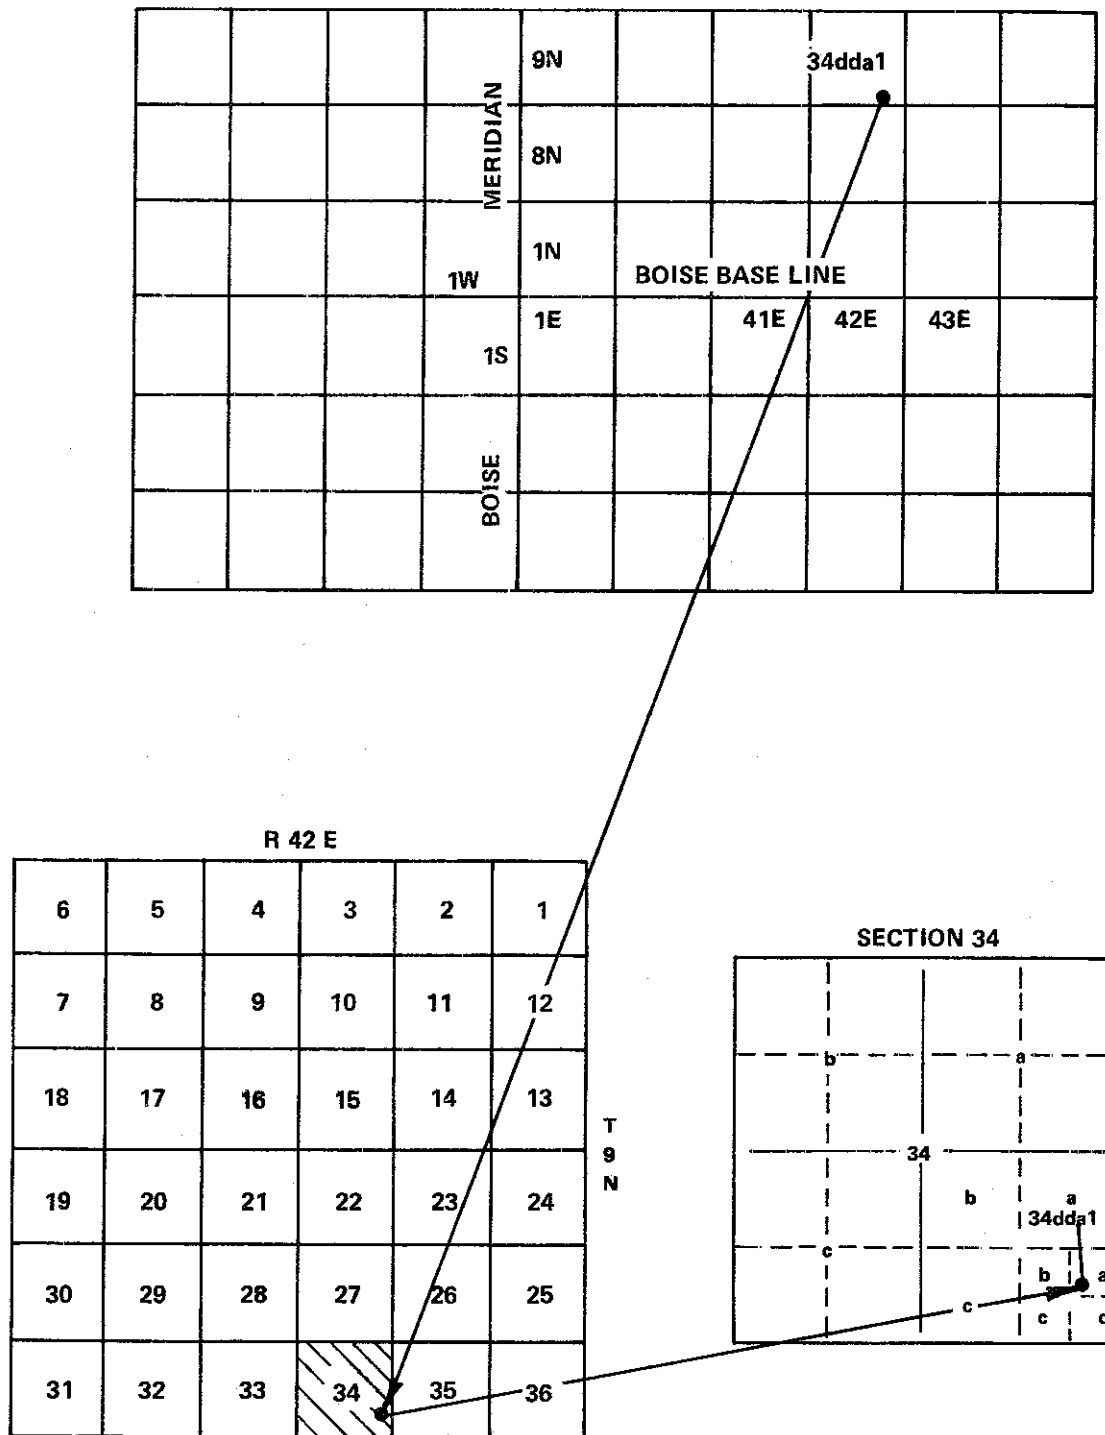 9N
34dda1
MERIDIAN
8N
1N
1W
BOISE BASE LINE
1E
41E 42E 43E
1S
BOISE
R 42 E
6 5 4 3 2 1
7 8 9 10 11 12
18 17 16 15 14 13
19 20 21 22 23 24
30 29 28 27 26 25
31 32 33 34 35 36
T
9
N
SECTION 34
b a
34
b a
34dda1
c
b a
c
c